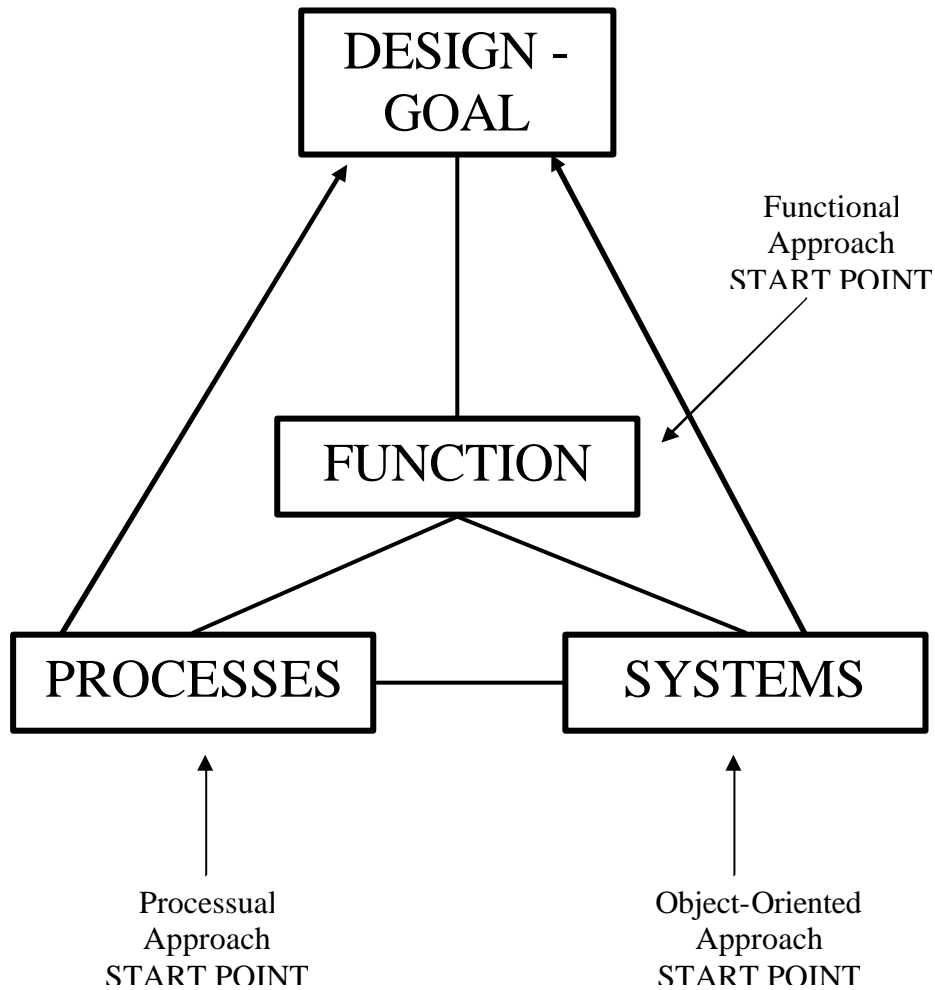 DESIGN -
GOAL
Functional
Approach
START POINT
FUNCTION
PROCESSES
SYSTEMS
Processual
Approach
START POINT
Object-Oriented
Approach
START POINT